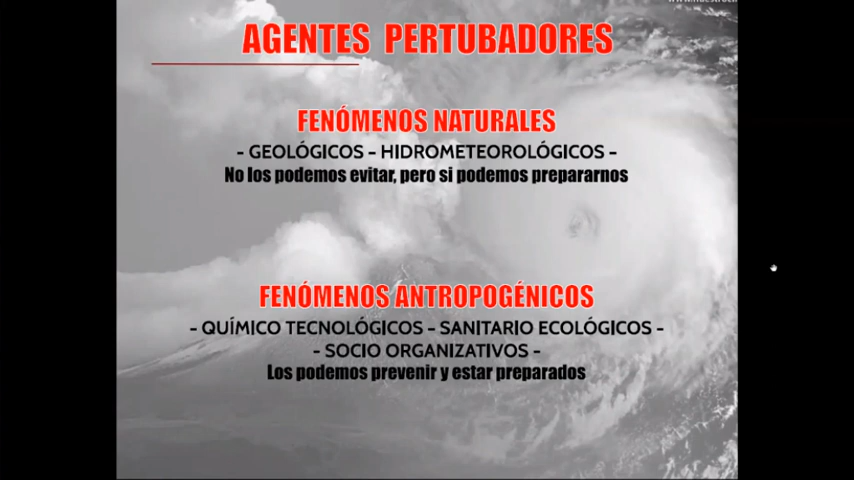 AGENTES PERTUBADORES
FENÓMENOS NATURALES
- GEOLÓGICOS - HIDROMETEOROLÓGICOS -
No los podemos evitar, pero si podemos prepararnos
FENÓMENOS ANTROPOGÉNICOS
- QUÍMICO TECNOLÓGICOS - SANITARIO ECOLÓGICOS -
- SOCIO ORGANIZATIVOS -
Los podemos prevenir y estar preparados